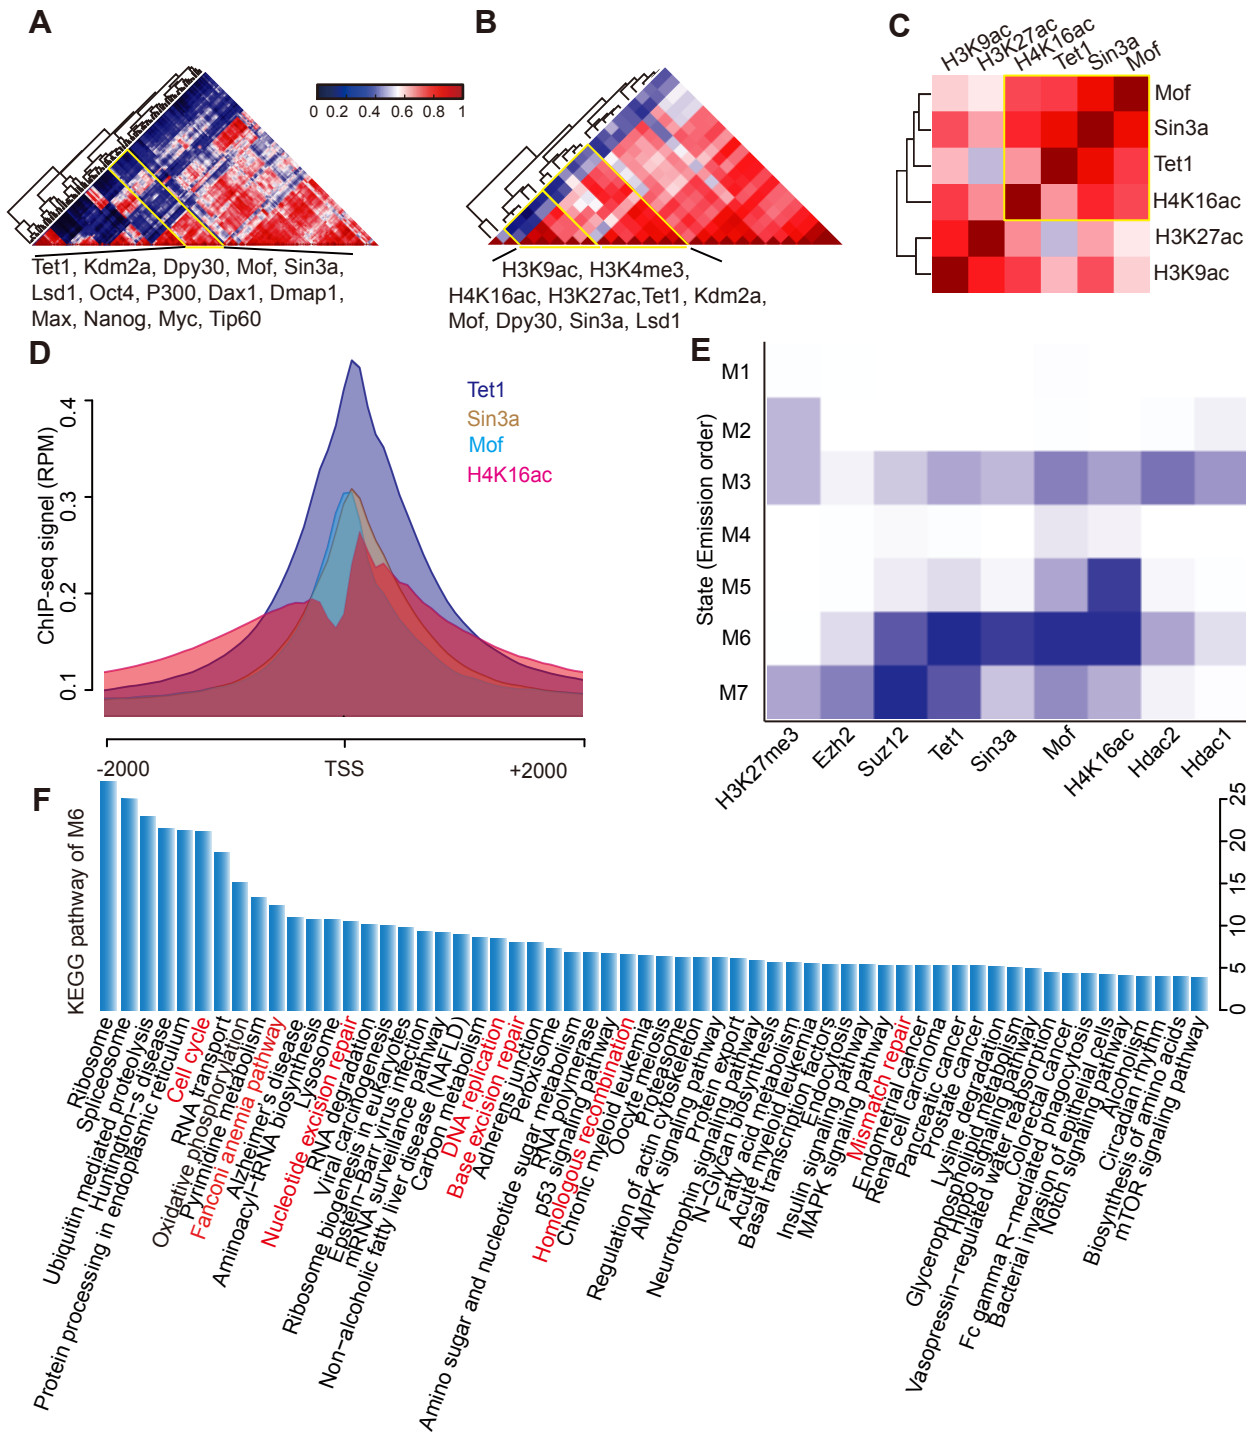 A
B
C
0 0.2 0.4 0.6 0.8 1
H3K9ac
H3K27ac
H4K16ac
Tet1
Sin3a
Mof
Mof
Sin3a
Tet1
H4K16ac
H3K27ac
H3K9ac
Tet1, Kdm2a, Dpy30, Mof, Sin3a,
Lsd1, Oct4, P300, Dax1, Dmap1,
Max, Nanog, Myc, Tip60
H3K9ac, H3K4me3,
H4K16ac, H3K27ac,Tet1, Kdm2a,
Mof, Dpy30, Sin3a, Lsd1
D
ChIP-seq signel (RPM)
0.4
0.3
0.2
0.1
Tet1
Sin3a
Mof
H4K16ac
-2000
TSS
+2000
E
State (Emission order)
M1
M2
M3
M4
M5
M6
M7
H3K27me3
Ezh2
Suz12
Tet1
Sin3a
Mof
H4K16ac
Hdac2
Hdac1
F
KEGG pathway of M6
25
20
15
10
5
0
Ribosome
Spliceosome
Ubiquitin mediated proteolysis
Huntington−s disease
Protein processing in endoplasmic reticulum
Cell cycle
RNA transport
Oxidative phosphorylation
Pyrimidine metabolism
Fanconi anemia pathway
Alzheimer's disease
Aminoacyl−tRNA biosynthesis
Lysosome
Nucleotide excision repair
RNA degradation
Viral carcinogenesis
Ribosome biogenesis in eukaryotes
Epstein−Barr virus infection
mRNA surveillance pathway
Non−alcoholic fatty liver disease (NAFLD)
Carbon metabolism
DNA replication
Base excision repair
Adherens junction
Peroxisome
Amino sugar and nucleotide sugar metabolism
RNA polymerase
p53 signaling pathway
Homologous recombination
Chronic myeloid leukemia
Oocyte meiosis
Proteasome
Regulation of actin cytoskeleton
AMPK signaling pathway
Protein export
Neurotrophin signaling pathway
N−Glycan biosynthesis
Fatty acid metabolism
Acute myeloid leukemia
Basal transcription factors
Endocytosis
Insulin signaling pathway
MAPK signaling pathway
Mismatch repair
Endometrial cancer
Renal cell carcinoma
Pancreatic cancer
Prostate cancer
Lysine degradation
Glycerophospholipid metabolism
Hippo signaling pathway
Vasopressin−regulated water reabsorption
Colorectal cancer
Fc gamma R−mediated phagocytosis
Bacterial invasion of epithelial cells
Notch signaling pathway
Alcoholism
Circadian rhythm
Biosynthesis of amino acids
mTOR signaling pathway